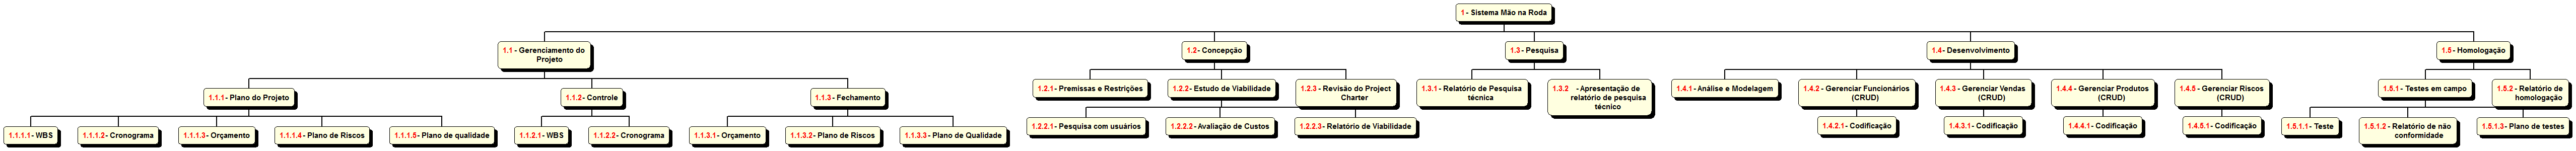 1 - Sistema Mão na Roda
1.1 - Gerenciamento do
Projeto
1.2 - Concepção
1.3 - Pesquisa
1.4 - Desenvolvimento
1.5 - Homologação
1.1.1 - Plano do Projeto
1.1.2 - Controle
1.1.3 - Fechamento
1.2.1 - Premissas e Restrições
1.2.2 - Estudo de Viabilidade
1.2.3 - Revisão do Project
Charter
1.3.1 - Relatório de Pesquisa
técnica
1.3.2 - Apresentação de
relatório de pesquisa
técnico
1.4.1 - Análise e Modelagem
1.4.2 - Gerenciar Funcionários
(CRUD)
1.4.3 - Gerenciar Vendas
(CRUD)
1.4.4 - Gerenciar Produtos
(CRUD)
1.4.5 - Gerenciar Riscos
(CRUD)
1.5.1 - Testes em campo
1.5.2 - Relatório de
homologação
1.1.1.1 - WBS
1.1.1.2 - Cronograma
1.1.1.3 - Orçamento
1.1.1.4 - Plano de Riscos
1.1.1.5 - Plano de qualidade
1.1.2.1 - WBS
1.1.2.2 - Cronograma
1.1.3.1 - Orçamento
1.1.3.2 - Plano de Riscos
1.1.3.3 - Plano de Qualidade
1.2.2.1 - Pesquisa com usuários
1.2.2.2 - Avaliação de Custos
1.2.2.3 - Relatório de Viabilidade
1.4.2.1 - Codificação
1.4.3.1 - Codificação
1.4.4.1 - Codificação
1.4.5.1 - Codificação
1.5.1.1 - Teste
1.5.1.2 - Relatório de não
conformidade
1.5.1.3 - Plano de testes